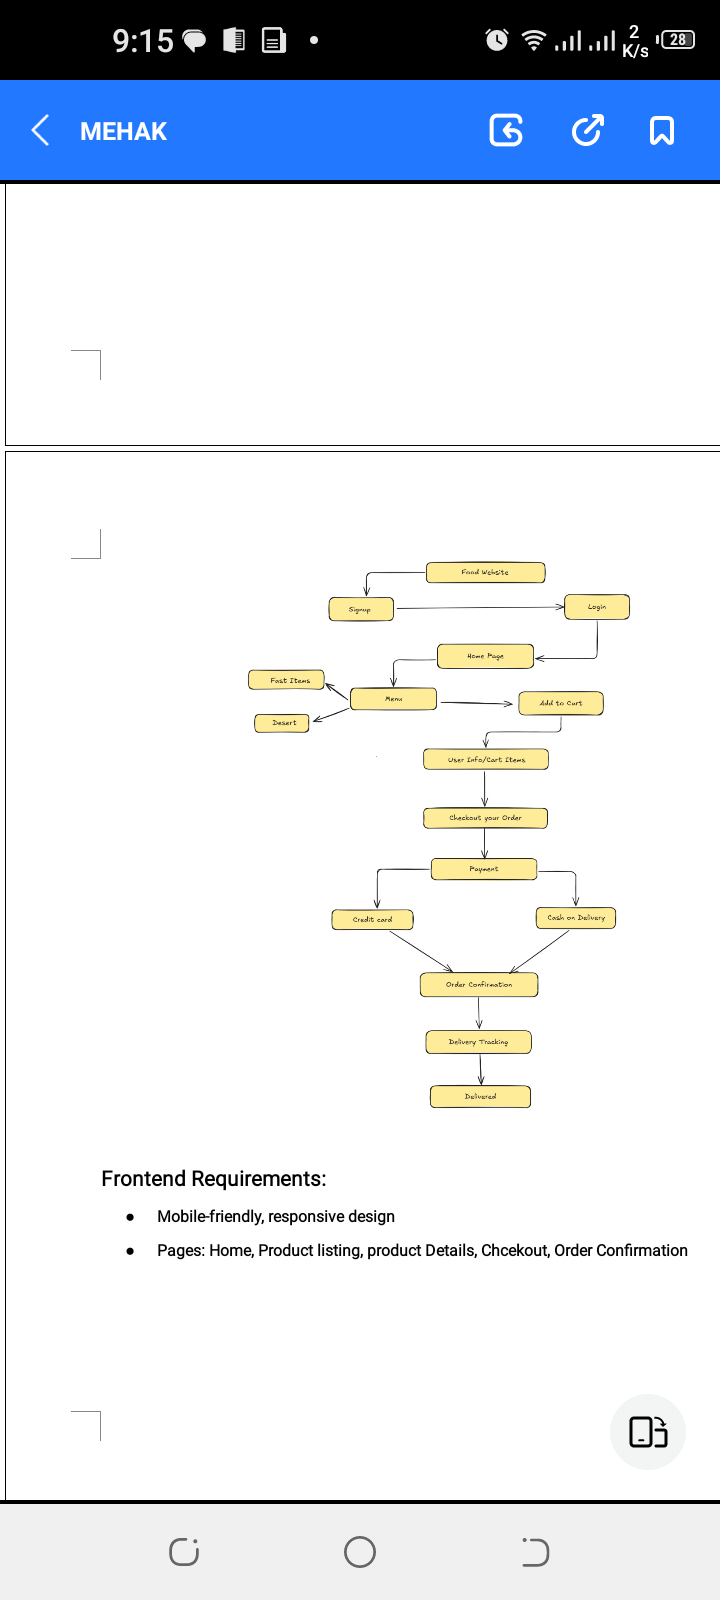 9:15
2
K/s
28
MEHAK
Food Website
Signup
Login
Home Page
Fast Items
Menu
Add to Cart
Desert
User Info/Cart Items
Checkout your Order
Payment
Credit card
Cash on Delivery
Order Confirmation
Delivery Tracking
Delivered
Frontend Requirements:
● Mobile-friendly, responsive design
● Pages: Home, Product listing, product Details, Chcekout, Order Confirmation